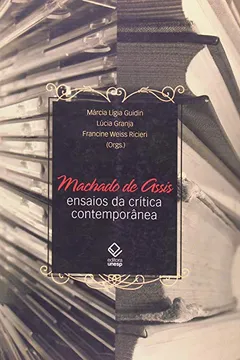 Márcia Lígia Guidin
Lúcia Granja
Francine Weiss Ricieri
(Orgs.)
Machado de Assis
ensaios da crítica
contemporânea
editora
unesp